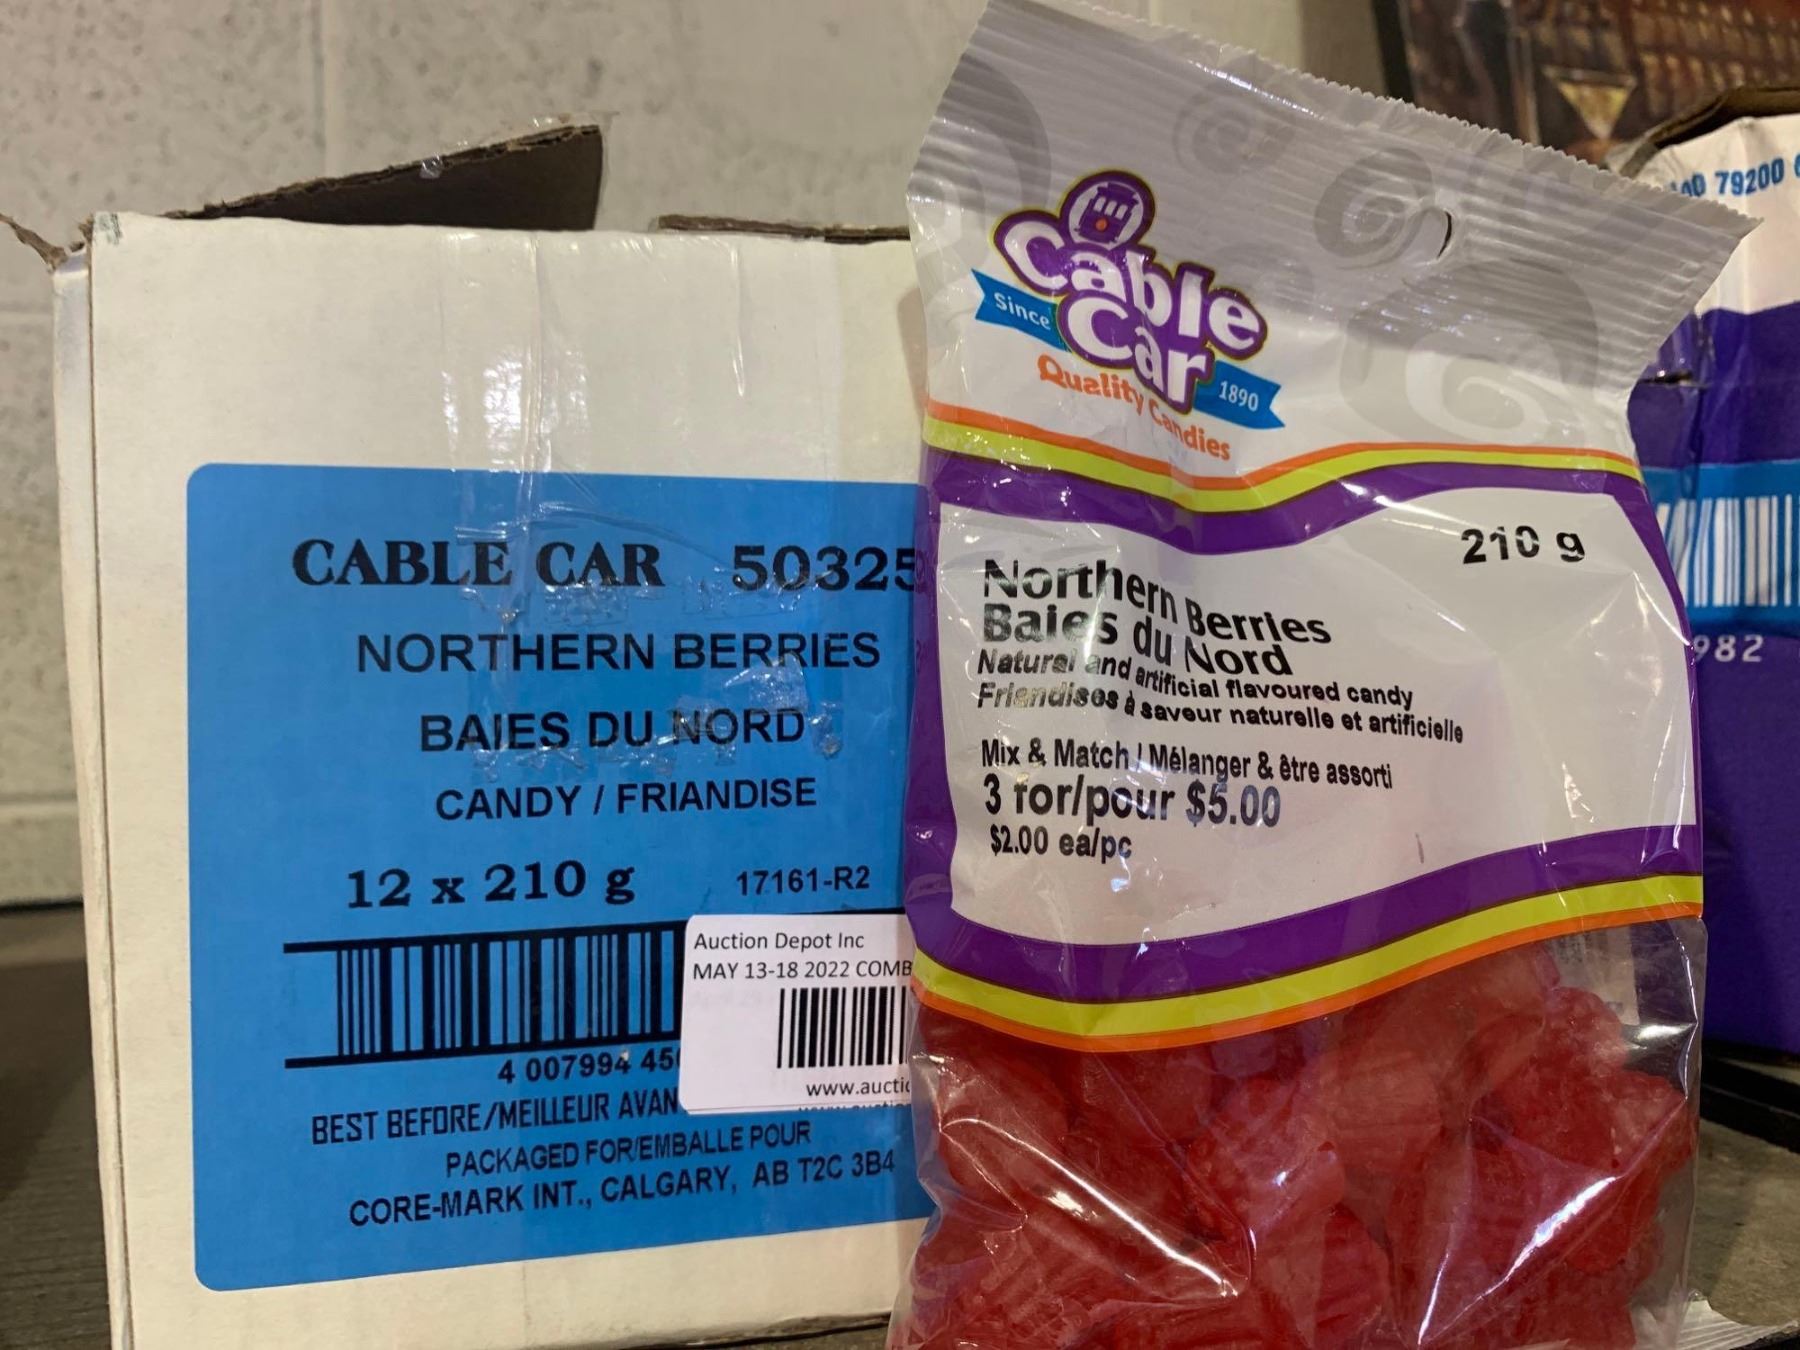 CABLE CAR 50325
NORTHERN BERRIES
BAIES DU NORD
CANDY / FRIANDISE
12 x 210 g 17161-R2
4 007994 45
BEST BEFORE/MEILLEUR AVAN
PACKAGED FOR/EMBALLE POUR
CORE-MARK INT., CALGARY, AB T2C 3B4
Auction Depot Inc
MAY 13-18 2022 COMB
www.aucti
Cable
Car
Since 1890
Quality Candies
210 g
Northern Berries
Baies du Nord
Natural and artificial flavoured candy
Friandises à saveur naturelle et artificielle
Mix & Match / Mélanger & être assorti
3 for/pour $5.00
$2.00 ea/pc
79200
982